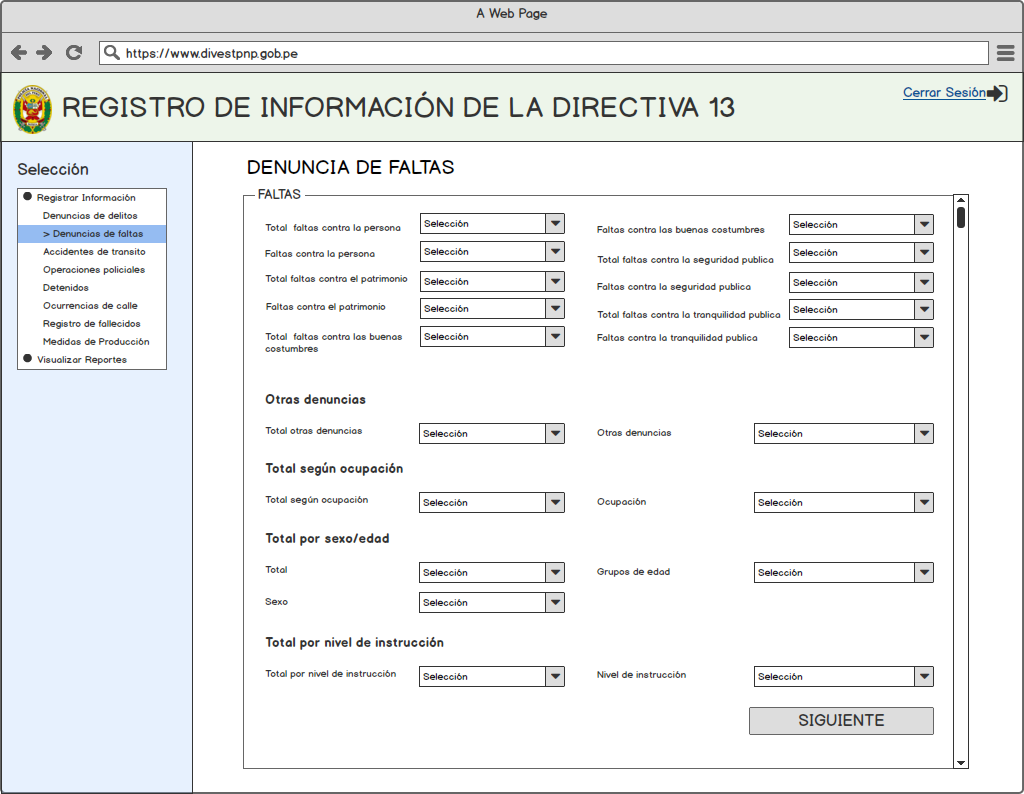 A Web Page
https://www.divestpnp.gob.pe
REGISTRO DE INFORMACIÓN DE LA DIRECTIVA 13
Cerrar Sesión
Selección
Registrar Información
Denuncias de delitos
> Denuncias de faltas
Accidentes de transito
Operaciones policiales
Detenidos
Ocurrencias de calle
Registro de fallecidos
Medidas de Producción
Visualizar Reportes
DENUNCIA DE FALTAS
FALTAS
Total faltas contra la persona
Selección
Faltas contra la persona
Selección
Total faltas contra el patrimonio
Selección
Faltas contra el patrimonio
Selección
Total faltas contra las buenas
costumbres
Selección
Faltas contra las buenas costumbres
Selección
Total faltas contra la seguridad publica
Selección
Faltas contra la seguridad publica
Selección
Total faltas contra la tranquilidad publica
Selección
Faltas contra la tranquilidad publica
Selección
Otras denuncias
Total otras denuncias
Selección
Otras denuncias
Selección
Total según ocupación
Total según ocupación
Selección
Ocupación
Selección
Total por sexo/edad
Total
Selección
Grupos de edad
Selección
Sexo
Selección
Total por nivel de instrucción
Total por nivel de instrucción
Selección
Nivel de instrucción
Selección
SIGUIENTE